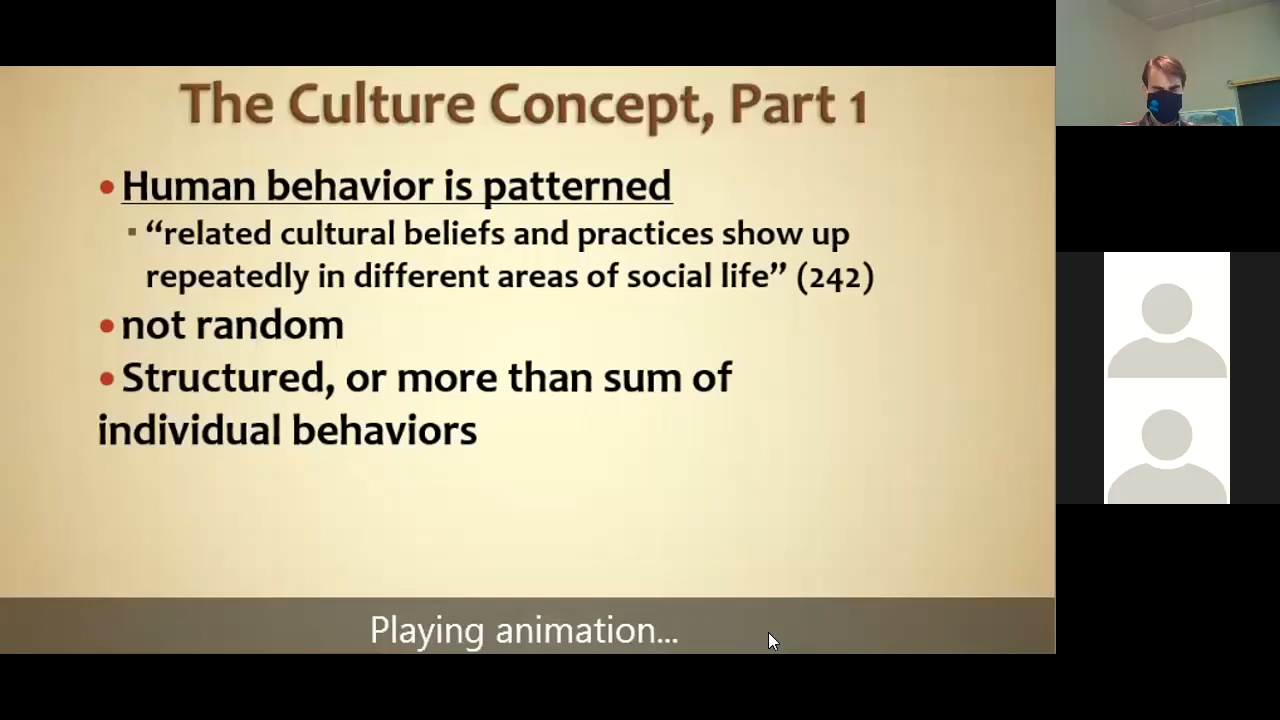 The Culture Concept, Part 1
•Human behavior is patterned
▪ “related cultural beliefs and practices show up
repeatedly in different areas of social life” (242)
•not random
•Structured, or more than sum of
individual behaviors
Playing animation...